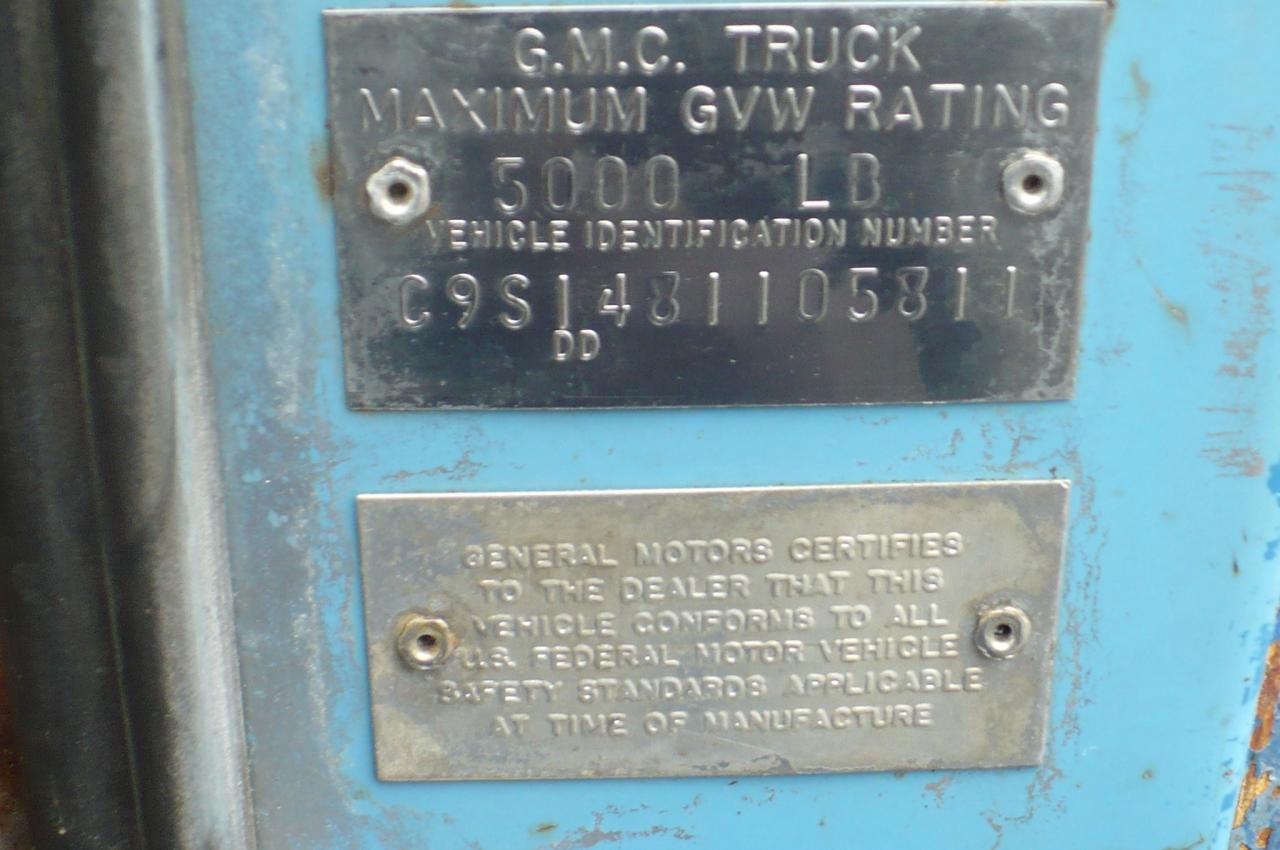 G.M.C. TRUCK
MAXIMUM GVW RATING
5000 LB
VEHICLE IDENTIFICATION NUMBER
C9S1481105811
DD
GENERAL MOTORS CERTIFIES
TO THE DEALER THAT THIS
VEHICLE CONFORMS TO ALL
U.S. FEDERAL MOTOR VEHICLE
SAFETY STANDARDS APPLICABLE
AT TIME OF MANUFACTURE